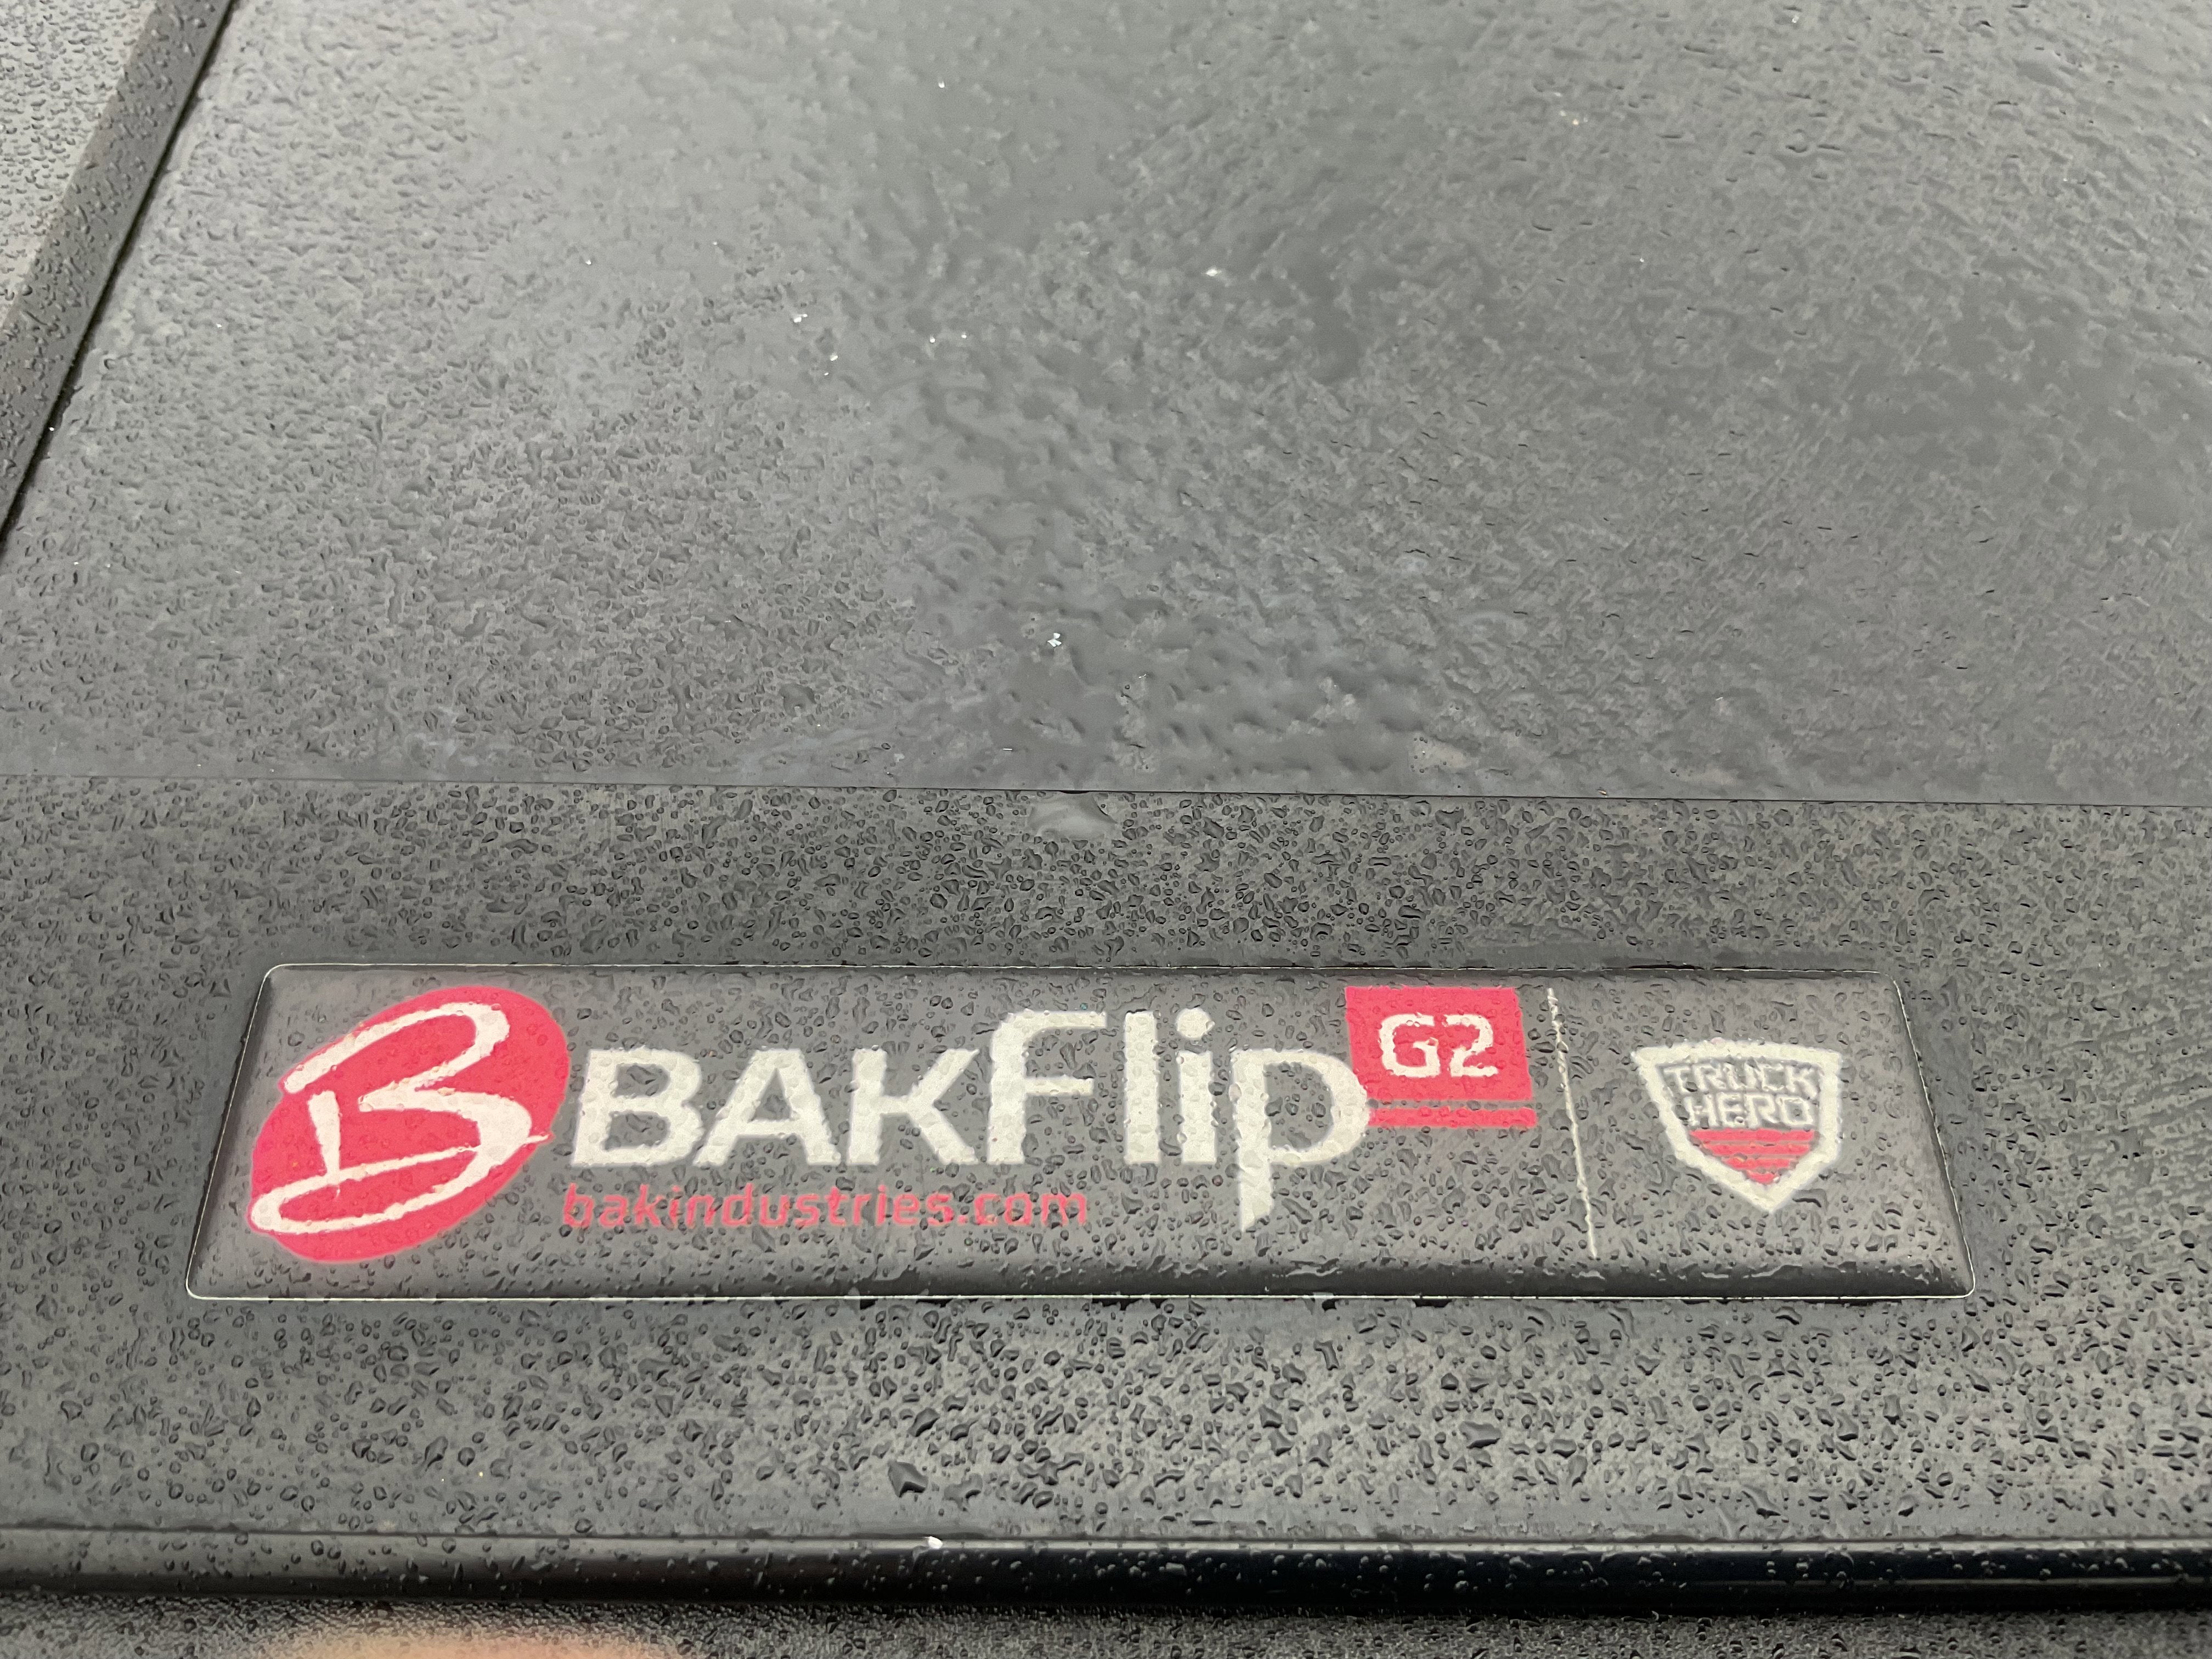 B BAKFlip G2
bakindustries.com
TRUCK
HERO